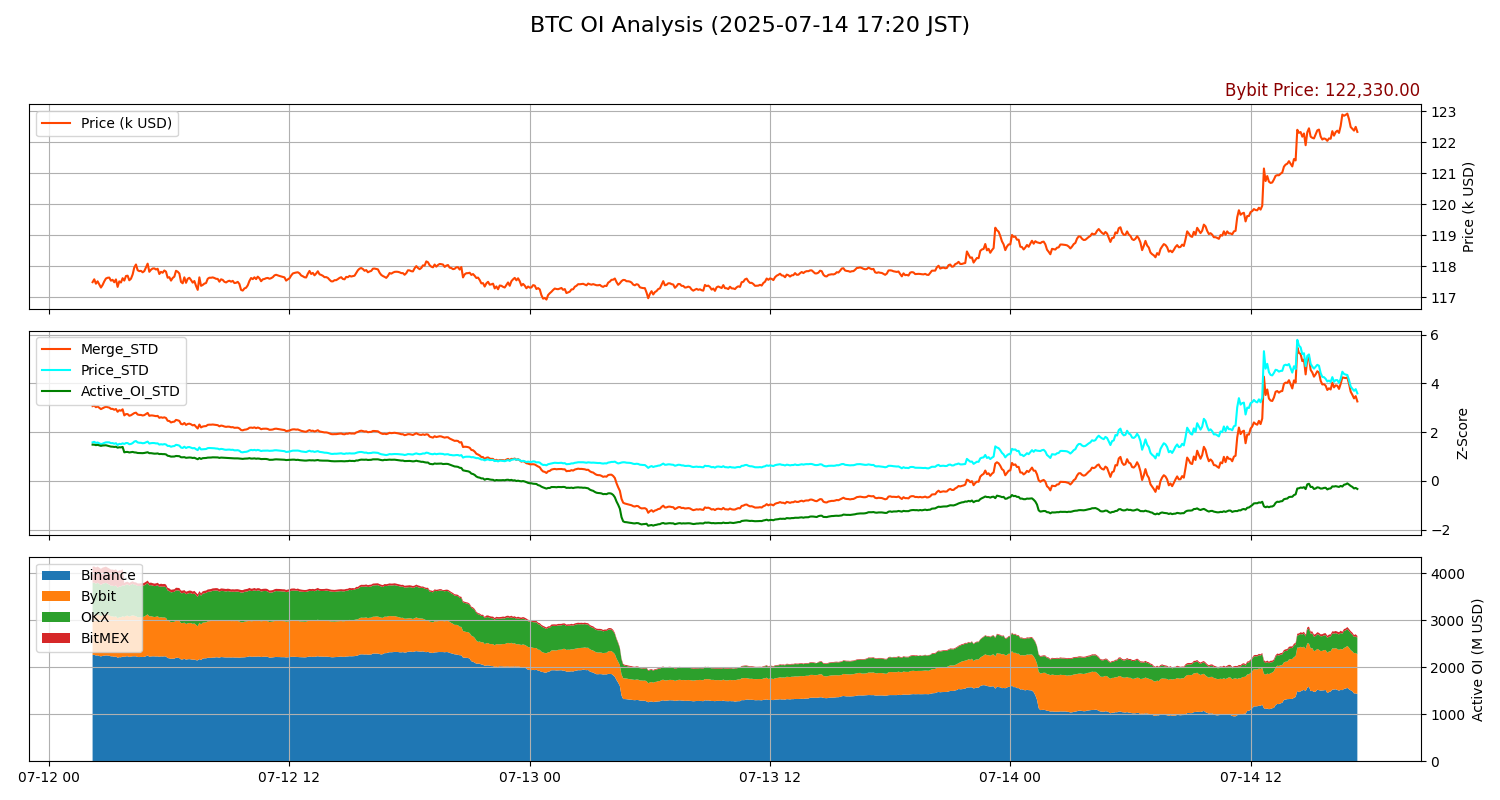 BTC OI Analysis (2025-07-14 17:20 JST)
Bybit Price: 122,330.00
Price (k USD)
123
122
121
120
119
118
117
Price (k USD)
Merge_STD
Price_STD
Active_OI_STD
6
4
2
0
−2
Z-Score
Binance
Bybit
OKX
BitMEX
4000
3000
2000
1000
0
Active OI (M USD)
07-12 00
07-12 12
07-13 00
07-13 12
07-14 00
07-14 12